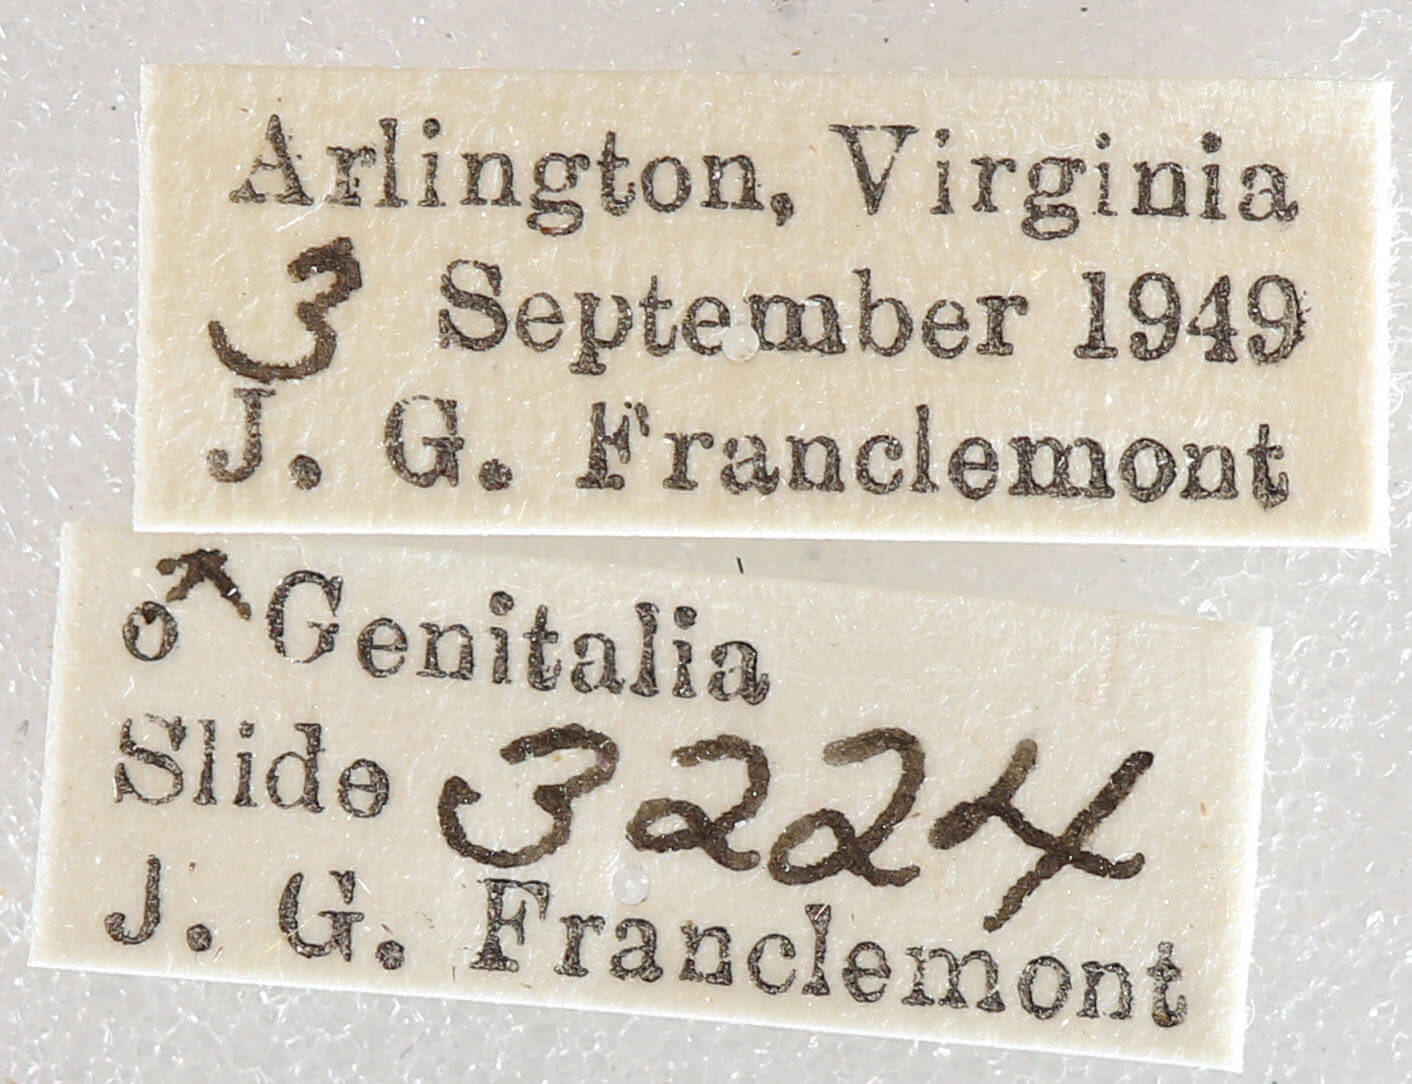 Arlington, Virginia
3 September 1949
J. G. Franclemont
♂ Genitalia
Slide 3224
J. G. Franclemont